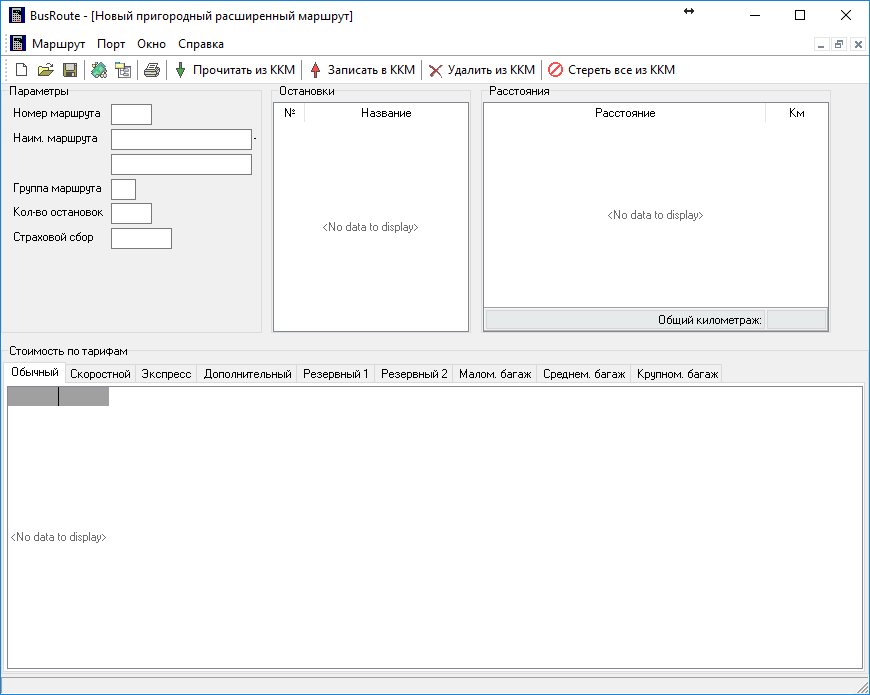 BusRoute - [Новый пригородный расширенный маршрут]
Маршрут Порт Окно Справка
Прочитать из ККМ Записать в ККМ Удалить из ККМ Стереть все из ККМ
Параметры
Номер маршрута
Наим. маршрута -
Группа маршрута
Кол-во остановок
Страховой сбор
Остановки
№ Название
<No data to display>
Расстояния
Расстояние Км
<No data to display>
Общий километраж:
Стоимость по тарифам
Обычный Скоростной Экспресс Дополнительный Резервный 1 Резервный 2 Малом. багаж Среднем. багаж Крупном. багаж
<No data to display>